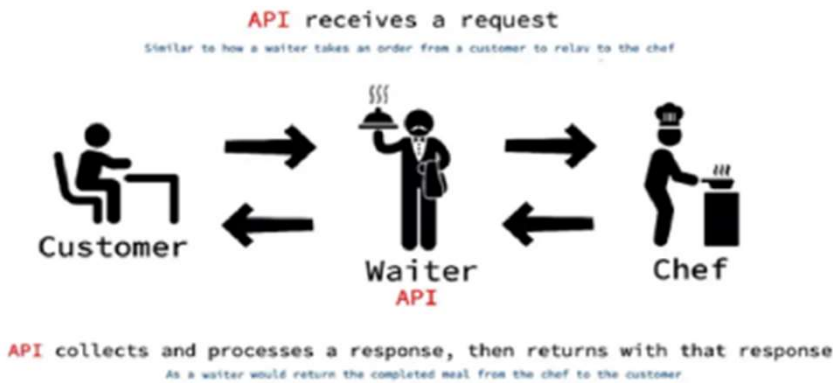 API receives a request
Similar to how a waiter takes an order from a customer to relay to the chef
Customer
Waiter
API
Chef
API collects and processes a response, then returns with that response
As a waiter would return the completed meal from the chef to the customer